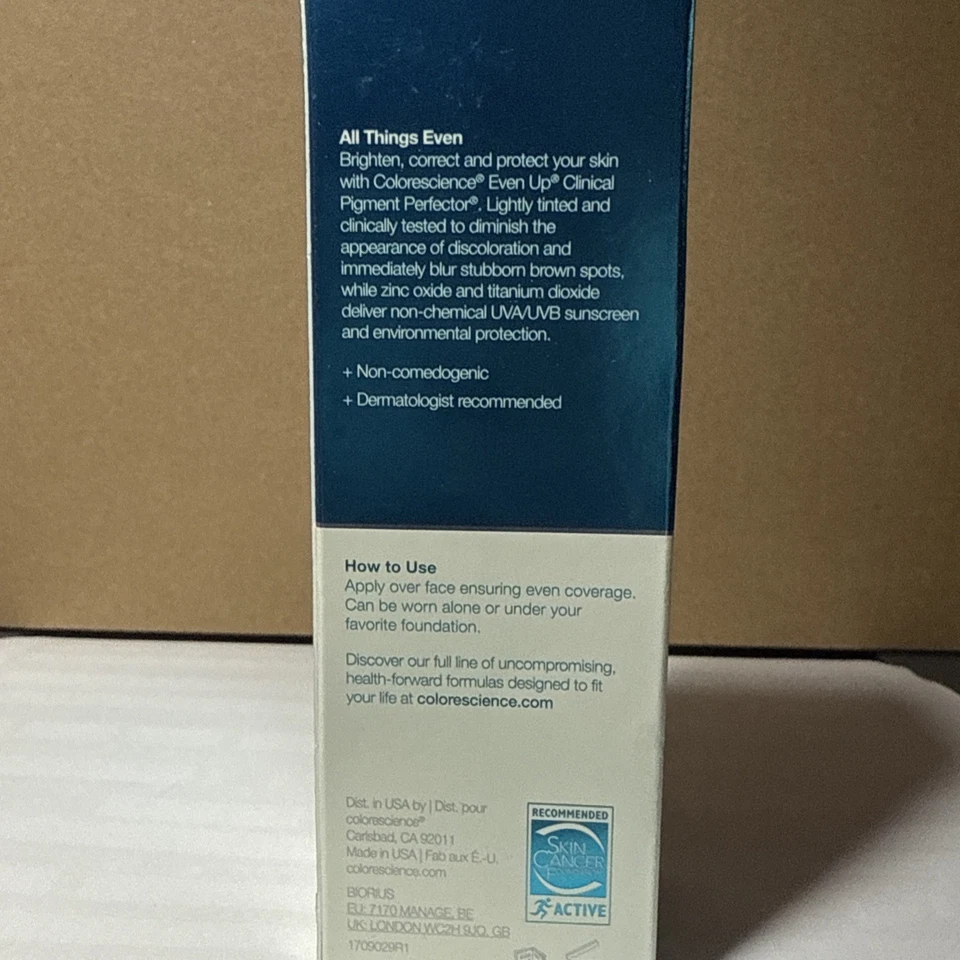 All Things Even
Brighten, correct and protect your skin
with Colorescience® Even Up® Clinical
Pigment Perfector®. Lightly tinted and
clinically tested to diminish the
appearance of discoloration and
immediately blur stubborn brown spots,
while zinc oxide and titanium dioxide
deliver non-chemical UVA/UVB sunscreen
and environmental protection.
+ Non-comedogenic
+ Dermatologist recommended
How to Use
Apply over face ensuring even coverage.
Can be worn alone or under your
favorite foundation.
Discover our full line of uncompromising,
health-forward formulas designed to fit
your life at colorescience.com
Dist. in USA by | Dist. pour
colorescience®
Carlsbad, CA 92011
Made in USA | Fab aux É.-U.
colorescience.com
BIORIUS
EU: 7170 MANAGE, BE
UK: LONDON WC2H 9JQ, GB
1709029R1
RECOMMENDED
SKIN
CANCER
FOUNDATION
ACTIVE